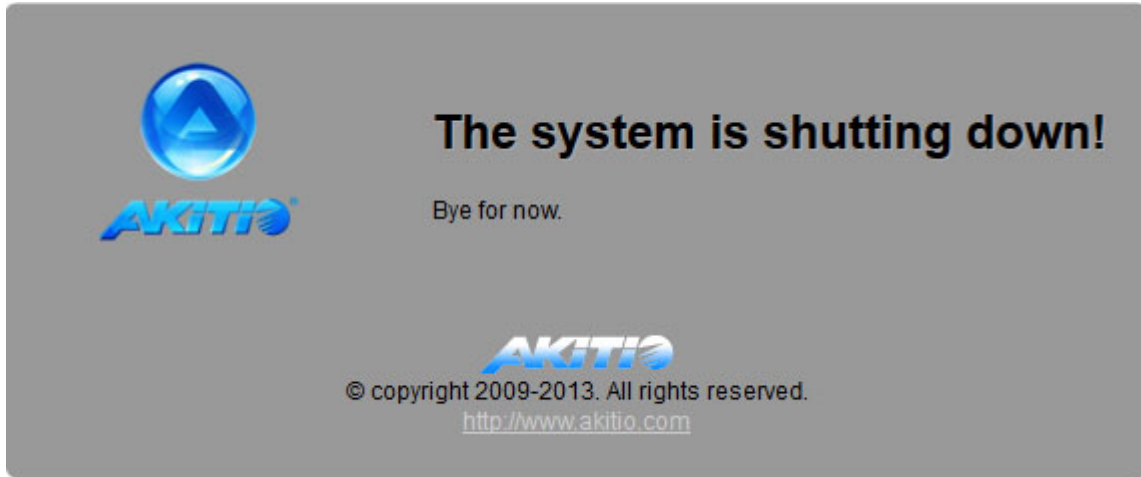 AKiTiO®
The system is shutting down!
Bye for now.
AKiTiO
© copyright 2009-2013. All rights reserved.
http://www.akitio.com